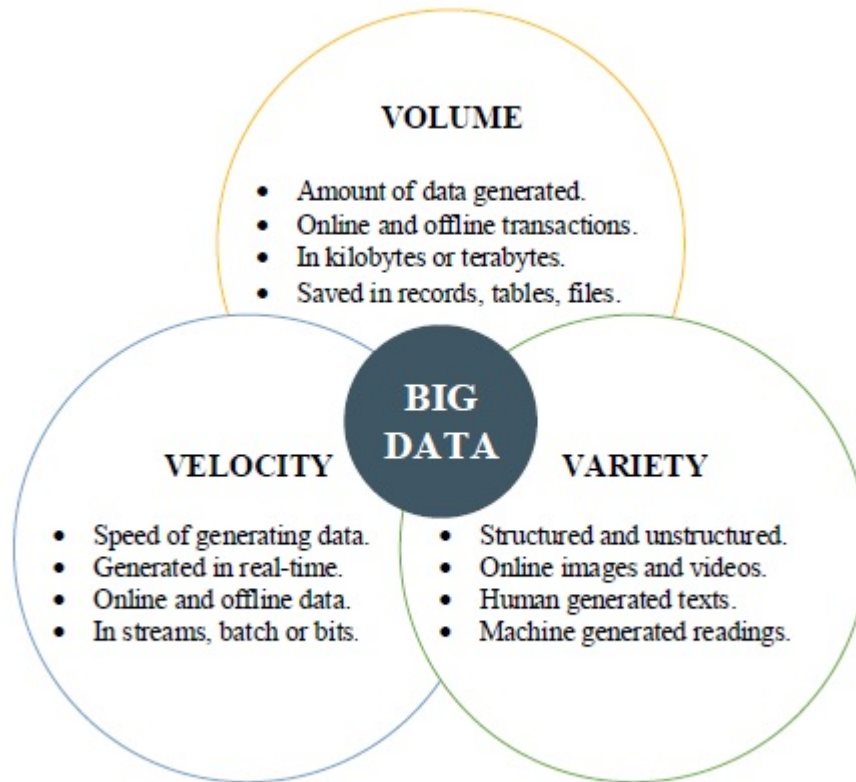 VOLUME
• Amount of data generated.
• Online and offline transactions.
• In kilobytes or terabytes.
• Saved in records, tables, files.
BIG
DATA
VELOCITY
• Speed of generating data.
• Generated in real-time.
• Online and offline data.
• In streams, batch or bits.
VARIETY
• Structured and unstructured.
• Online images and videos.
• Human generated texts.
• Machine generated readings.